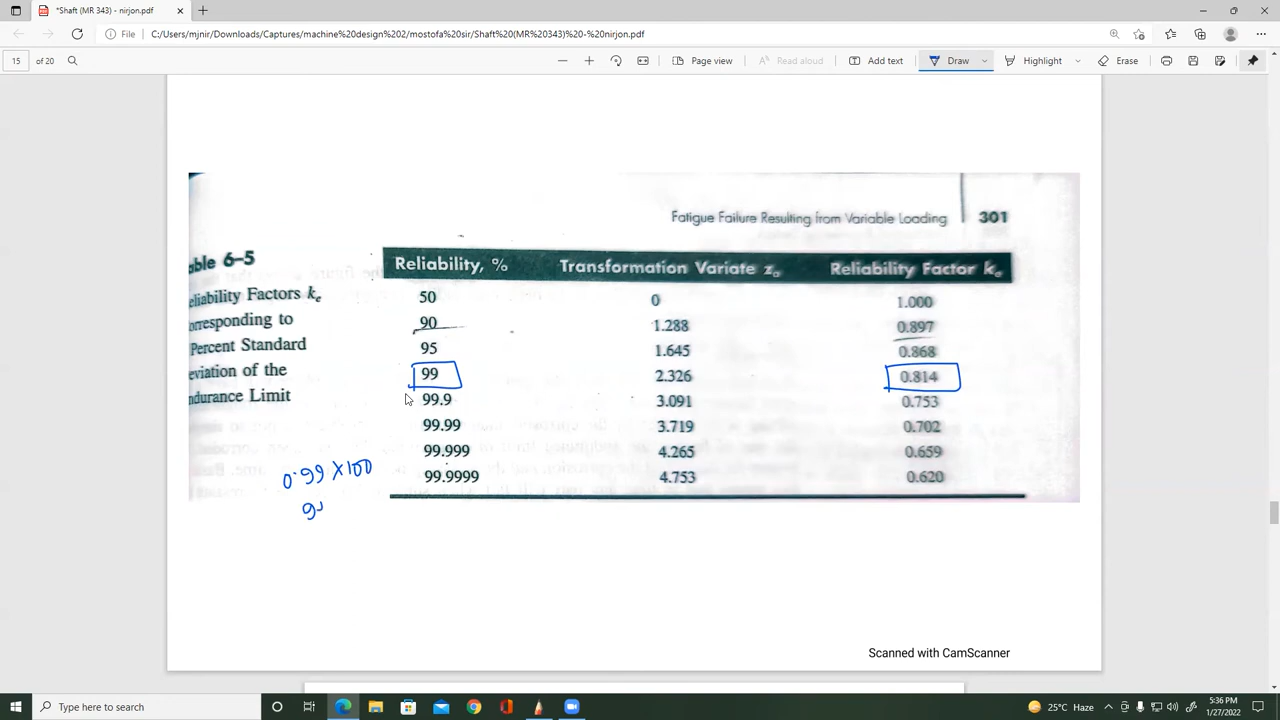 *Shaft (MR 343) - nirjon.pdf
File C:/Users/mjnir/Downloads/Captures/machine%20design%202/mostofa%20sir/Shaft%20(MR%20343)%20-%20nirjon.pdf
15 of 20 Page view Read aloud Add text Draw Highlight Erase
Fatigue Failure Resulting from Variable Loading 301
able 6–5
eliability Factors ke
orresponding to
Percent Standard
eviation of the
ndurance Limit
Reliability, % Transformation Variate za Reliability Factor ke
50 0 1.000
90 1.288 0.897
95 1.645 0.868
99 2.326 0.814
99.9 3.091 0.753
99.99 3.719 0.702
99.999 4.265 0.659
99.9999 4.753 0.620
0.99 X100
Scanned with CamScanner
Type here to search
25°C Haze
5:36 PM
1/27/2022